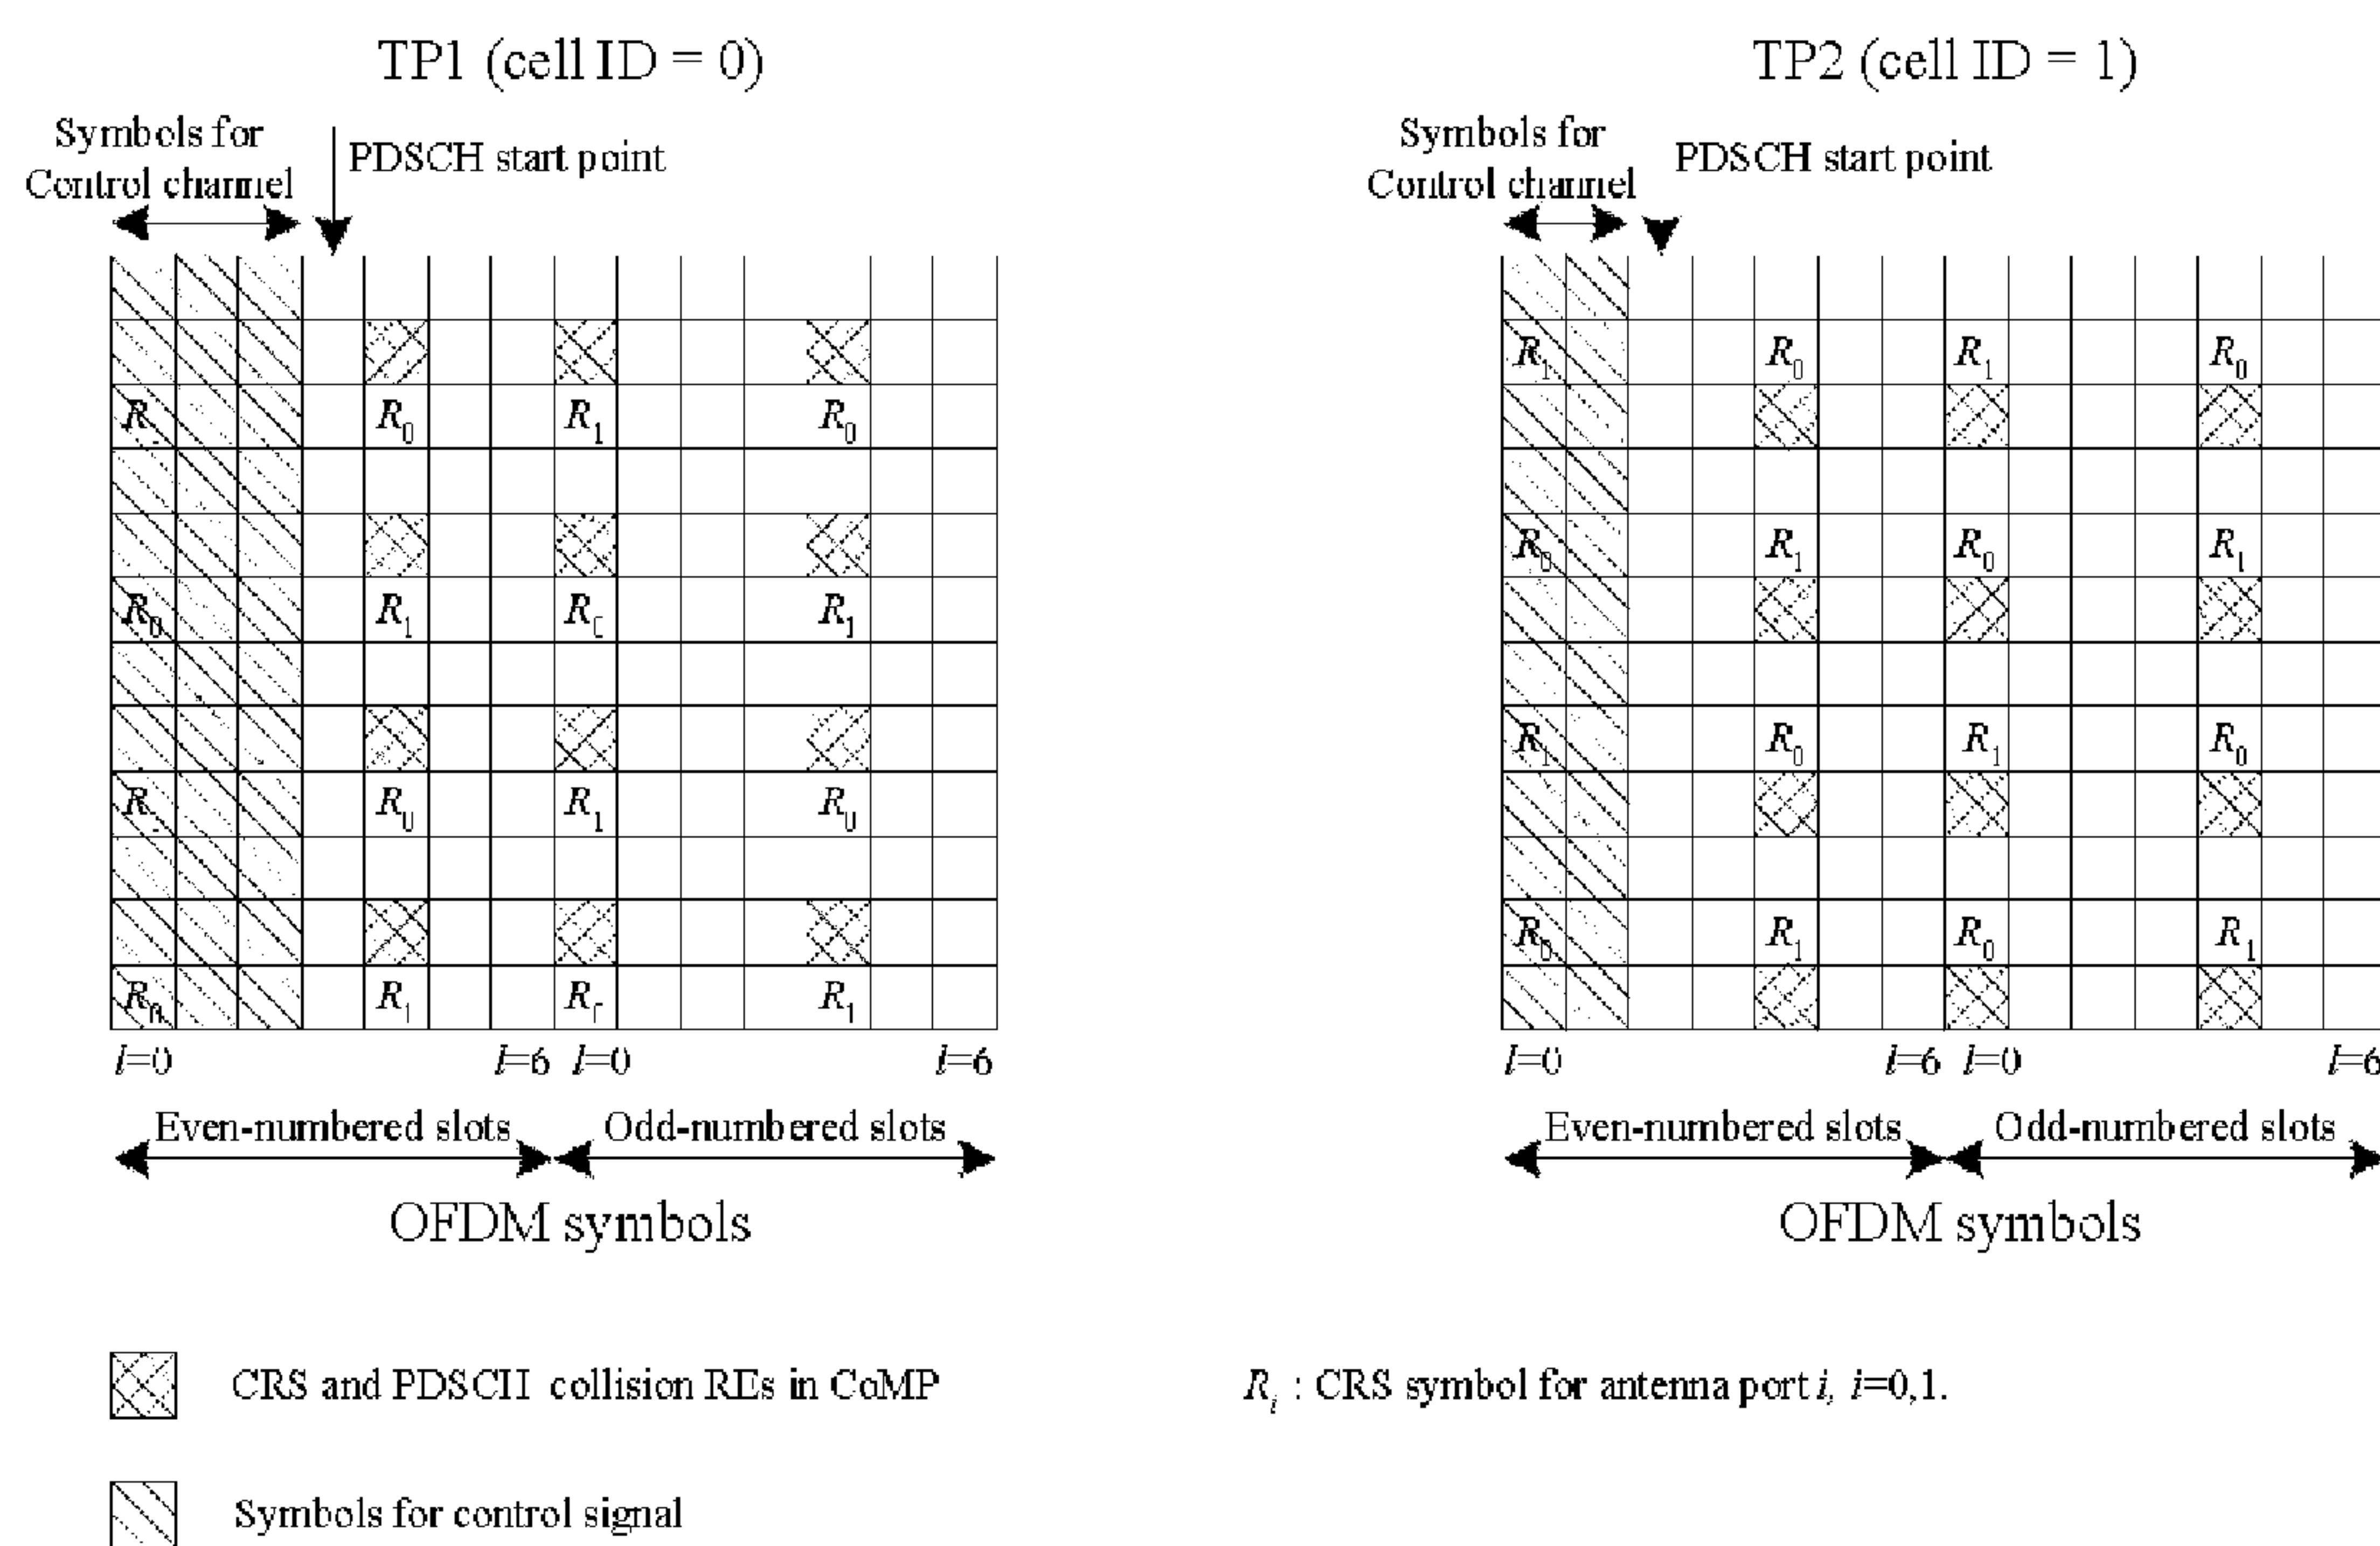 TP1 (cell ID = 0)
Symbols for
Control channel
PDSCH start point
R0 R1 R0
R0 R1 R0 R1
R0 R1 R0
R0 R1 R0 R1
l=0 l=6 l=0 l=6
Even-numbered slots Odd-numbered slots
OFDM symbols
TP2 (cell ID = 1)
Symbols for
Control channel
PDSCH start point
R1 R0 R1 R0
R0 R1 R0 R1
R1 R0 R1 R0
R0 R1 R0 R1
l=0 l=6 l=0 l=6
Even-numbered slots Odd-numbered slots
OFDM symbols
CRS and PDSCH collision REs in CoMP
Ri : CRS symbol for antenna port i, i=0,1.
Symbols for control signal